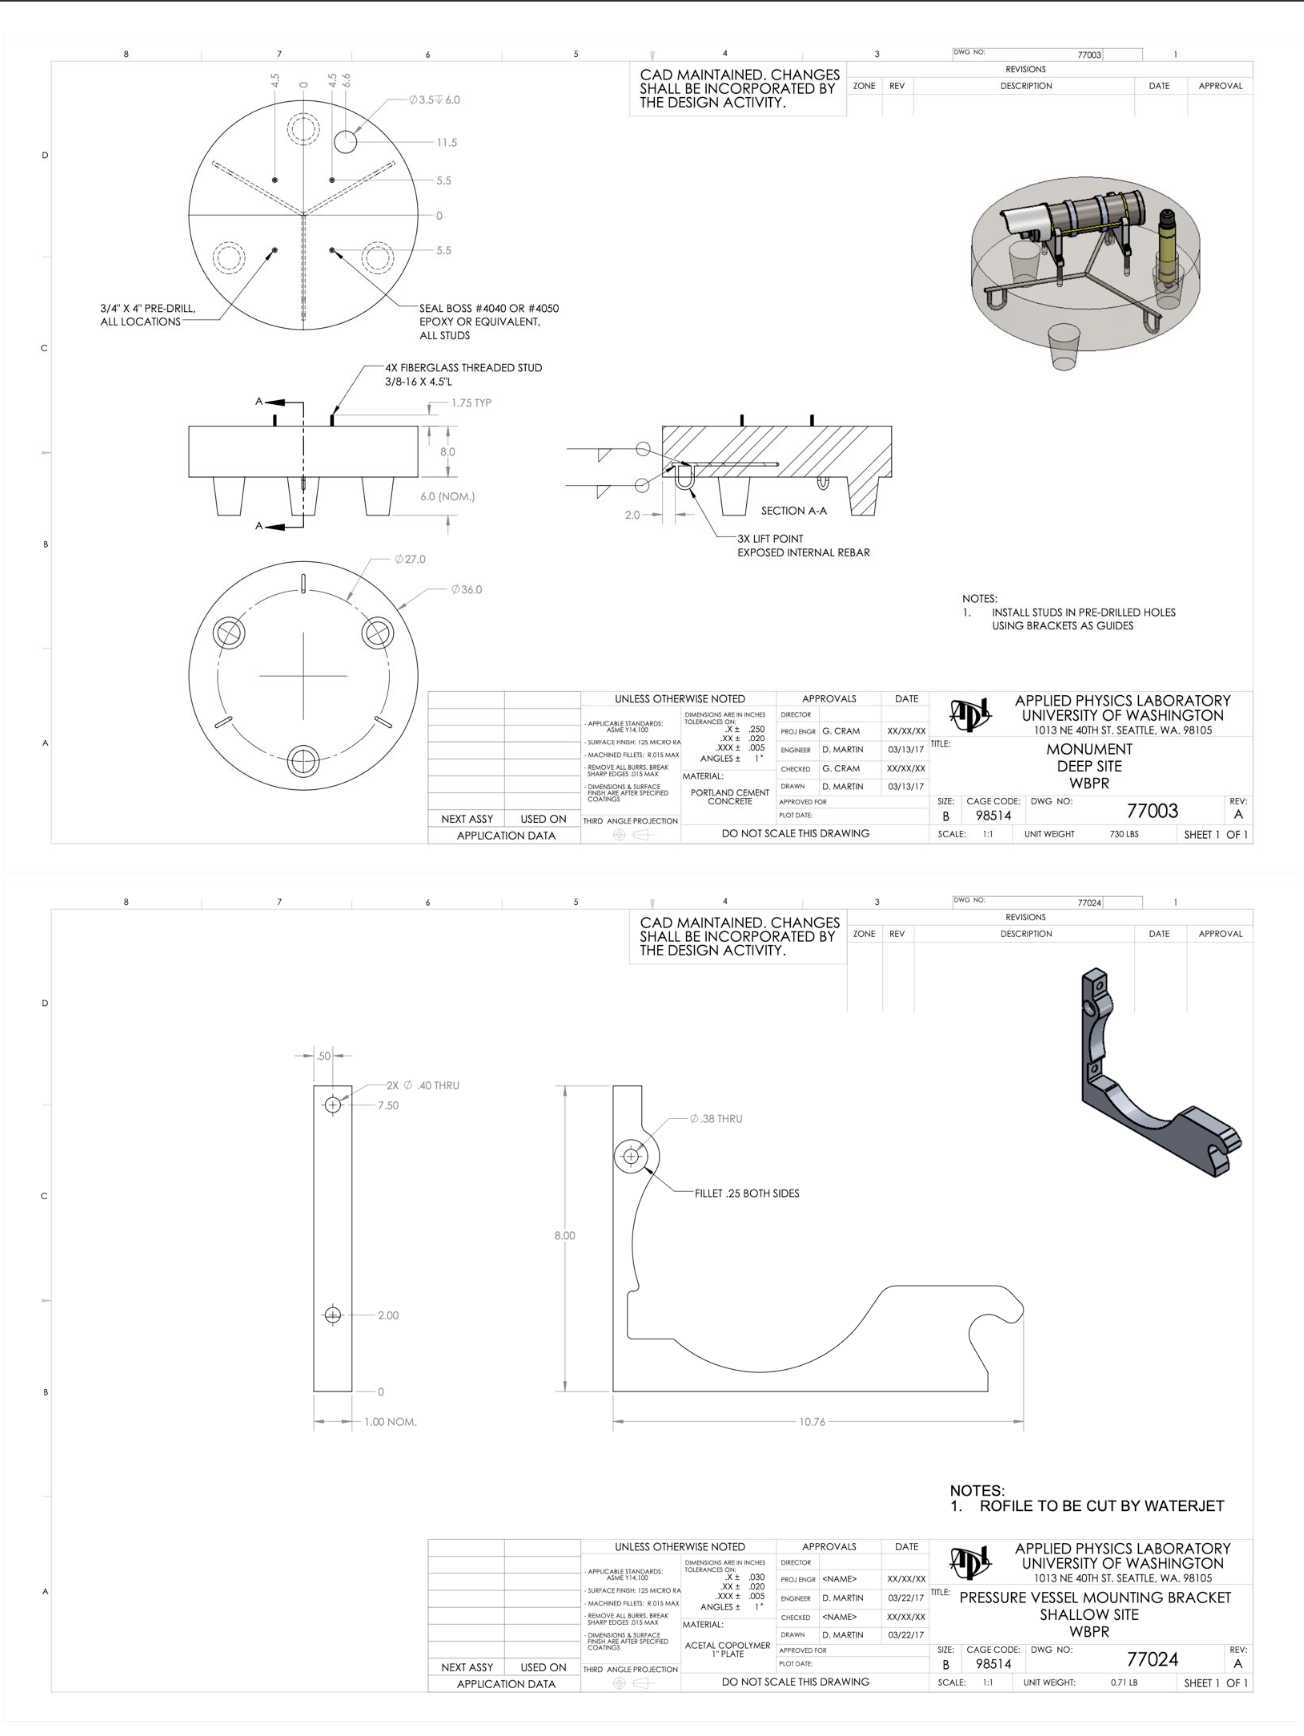 8 7 6 5 4 3 1
DWG NO: 77003
CAD MAINTAINED. CHANGES
SHALL BE INCORPORATED BY
THE DESIGN ACTIVITY.
REVISIONS
ZONE REV DESCRIPTION DATE APPROVAL
4.5 0 4.5 6.6
∅3.5↧6.0
11.5
D
5.5
0
5.5
3/4" X 4" PRE-DRILL,
ALL LOCATIONS
SEAL BOSS #4040 OR #4050
EPOXY OR EQUIVALENT,
ALL STUDS
C
4X FIBERGLASS THREADED STUD
3/8-16 X 4.5"L
A
1.75 TYP
8.0
6.0 (NOM.)
A
2.0
SECTION A-A
3X LIFT POINT
EXPOSED INTERNAL REBAR
B
∅27.0
∅36.0
NOTES:
1. INSTALL STUDS IN PRE-DRILLED HOLES
USING BRACKETS AS GUIDES
A
NEXT ASSY USED ON
APPLICATION DATA
UNLESS OTHERWISE NOTED
- APPLICABLE STANDARDS:
ASME Y14.100
- SURFACE FINISH: 125 MICRO RA
- MACHINED FILLETS: R.015 MAX
- REMOVE ALL BURRS, BREAK
SHARP EDGES .015 MAX
- DIMENSIONS & SURFACE
FINISH ARE AFTER SPECIFIED
COATINGS
THIRD ANGLE PROJECTION
DIMENSIONS ARE IN INCHES
TOLERANCES ON:
.X ± .250
.XX ± .020
.XXX ± .005
ANGLES ± 1°
MATERIAL:
PORTLAND CEMENT
CONCRETE
APPROVALS DATE
DIRECTOR
PROJ ENGR G. CRAM XX/XX/XX
ENGINEER D. MARTIN 03/13/17
CHECKED G. CRAM XX/XX/XX
DRAWN D. MARTIN 03/13/17
APPROVED FOR
PLOT DATE:
DO NOT SCALE THIS DRAWING
APL
APPLIED PHYSICS LABORATORY
UNIVERSITY OF WASHINGTON
1013 NE 40TH ST. SEATTLE, WA. 98105
TITLE:
MONUMENT
DEEP SITE
WBPR
SIZE: CAGE CODE: DWG NO: REV:
B 98514 77003 A
SCALE: 1:1 UNIT WEIGHT 730 LBS SHEET 1 OF 1
8 7 6 5 4 3 1
DWG NO: 77024
CAD MAINTAINED. CHANGES
SHALL BE INCORPORATED BY
THE DESIGN ACTIVITY.
REVISIONS
ZONE REV DESCRIPTION DATE APPROVAL
D
.50
2X ∅ .40 THRU
7.50
∅.38 THRU
C
FILLET .25 BOTH SIDES
8.00
2.00
B
0
1.00 NOM.
10.76
NOTES:
1. ROFILE TO BE CUT BY WATERJET
A
NEXT ASSY USED ON
APPLICATION DATA
UNLESS OTHERWISE NOTED
- APPLICABLE STANDARDS:
ASME Y14.100
- SURFACE FINISH: 125 MICRO RA
- MACHINED FILLETS: R.015 MAX
- REMOVE ALL BURRS, BREAK
SHARP EDGES .015 MAX
- DIMENSIONS & SURFACE
FINISH ARE AFTER SPECIFIED
COATINGS
THIRD ANGLE PROJECTION
DIMENSIONS ARE IN INCHES
TOLERANCES ON:
.X ± .030
.XX ± .020
.XXX ± .005
ANGLES ± 1°
MATERIAL:
ACETAL COPOLYMER
1" PLATE
APPROVALS DATE
DIRECTOR
PROJ ENGR <NAME> XX/XX/XX
ENGINEER D. MARTIN 03/22/17
CHECKED <NAME> XX/XX/XX
DRAWN D. MARTIN 03/22/17
APPROVED FOR
PLOT DATE:
DO NOT SCALE THIS DRAWING
APL
APPLIED PHYSICS LABORATORY
UNIVERSITY OF WASHINGTON
1013 NE 40TH ST. SEATTLE, WA. 98105
TITLE: PRESSURE VESSEL MOUNTING BRACKET
SHALLOW SITE
WBPR
SIZE: CAGE CODE: DWG NO: REV:
B 98514 77024 A
SCALE: 1:1 UNIT WEIGHT: 0.71 LB SHEET 1 OF 1